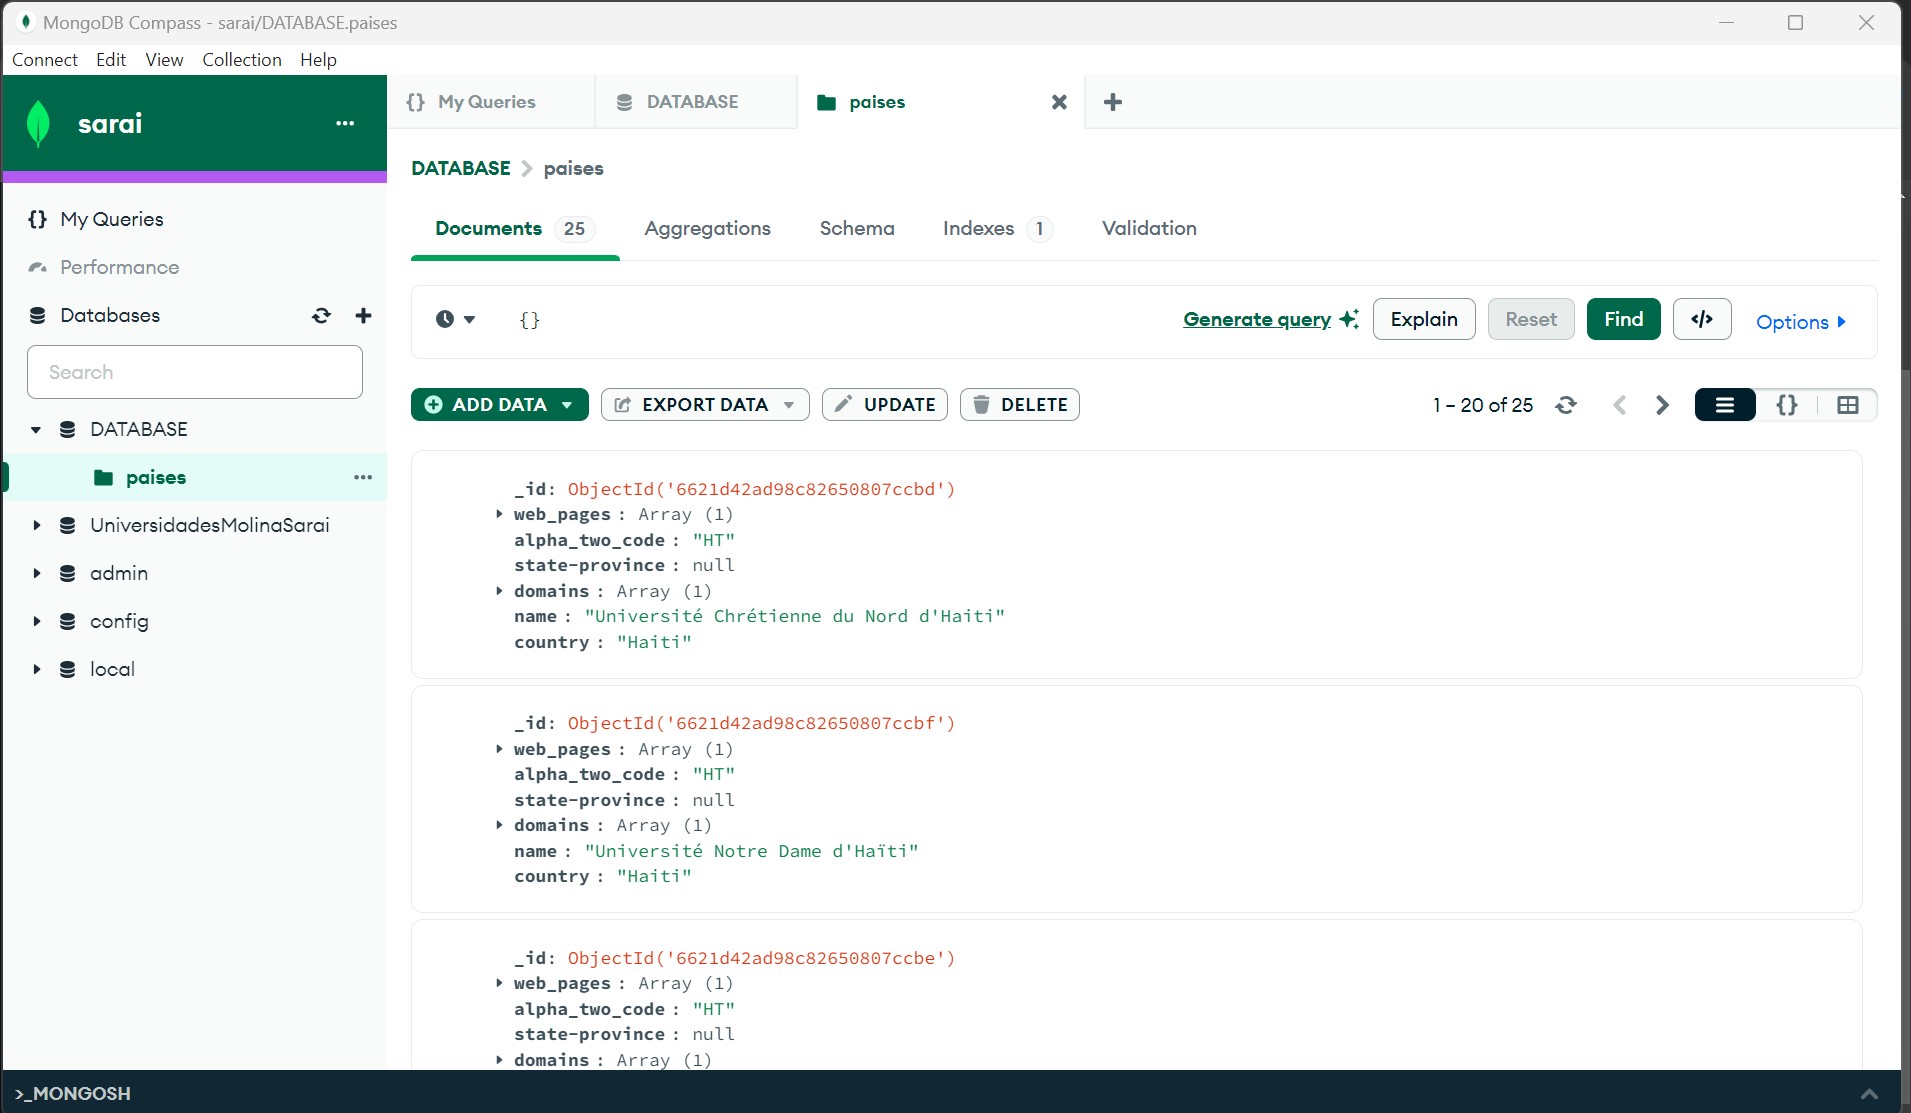 MongoDB Compass - sarai/DATABASE.paises
Connect Edit View Collection Help
sarai
My Queries
Performance
Databases
Search
DATABASE
paises
UniversidadesMolinaSarai
admin
config
local
{} My Queries DATABASE paises
DATABASE > paises
Documents 25 Aggregations Schema Indexes 1 Validation
{} Generate query Explain Reset Find </> Options
ADD DATA EXPORT DATA UPDATE DELETE 1 – 20 of 25 {}
_id: ObjectId('6621d42ad98c82650807ccbd')
web_pages : Array (1)
alpha_two_code : "HT"
state-province : null
domains : Array (1)
name : "Université Chrétienne du Nord d'Haiti"
country : "Haiti"
_id: ObjectId('6621d42ad98c82650807ccbf')
web_pages : Array (1)
alpha_two_code : "HT"
state-province : null
domains : Array (1)
name : "Université Notre Dame d'Haïti"
country : "Haiti"
_id: ObjectId('6621d42ad98c82650807ccbe')
web_pages : Array (1)
alpha_two_code : "HT"
state-province : null
domains : Array (1)
>_MONGOSH